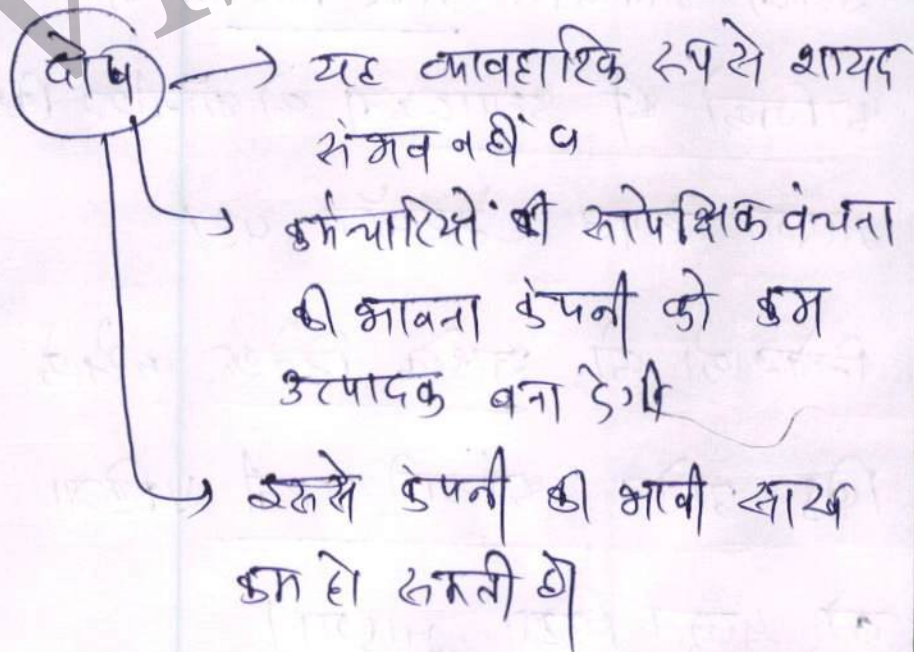 दोष → यह व्यावहारिक रूप से शायद
संभव नहीं
→ कर्मचारियों की सापेक्षिक वंचना
की भावना कंपनी को कम
उत्पादक बना देगी
→ इससे कंपनी की भावी साख
कम हो सकती है।